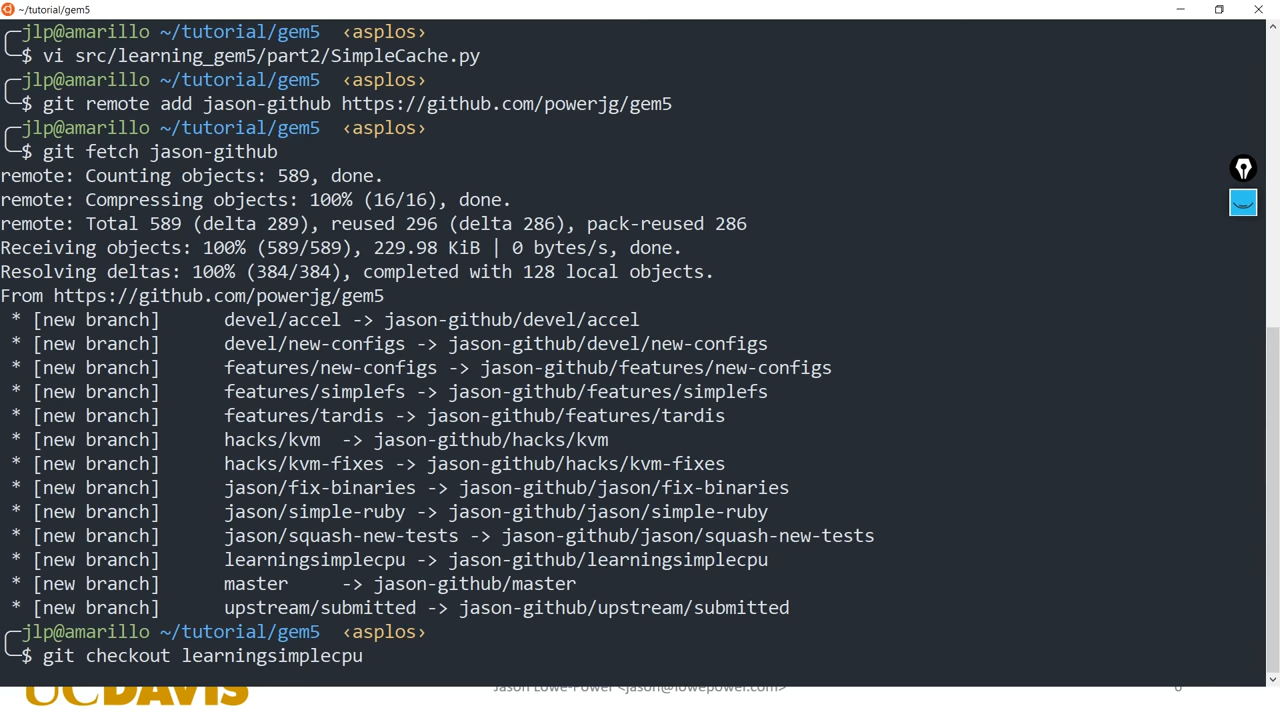 ~/tutorial/gem5
jlp@amarillo ~/tutorial/gem5 ‹asplos›
$ vi src/learning_gem5/part2/SimpleCache.py
jlp@amarillo ~/tutorial/gem5 ‹asplos›
$ git remote add jason-github https://github.com/powerjg/gem5
jlp@amarillo ~/tutorial/gem5 ‹asplos›
$ git fetch jason-github
remote: Counting objects: 589, done.
remote: Compressing objects: 100% (16/16), done.
remote: Total 589 (delta 289), reused 296 (delta 286), pack-reused 286
Receiving objects: 100% (589/589), 229.98 KiB | 0 bytes/s, done.
Resolving deltas: 100% (384/384), completed with 128 local objects.
From https://github.com/powerjg/gem5
* [new branch] devel/accel -> jason-github/devel/accel
* [new branch] devel/new-configs -> jason-github/devel/new-configs
* [new branch] features/new-configs -> jason-github/features/new-configs
* [new branch] features/simplefs -> jason-github/features/simplefs
* [new branch] features/tardis -> jason-github/features/tardis
* [new branch] hacks/kvm -> jason-github/hacks/kvm
* [new branch] hacks/kvm-fixes -> jason-github/hacks/kvm-fixes
* [new branch] jason/fix-binaries -> jason-github/jason/fix-binaries
* [new branch] jason/simple-ruby -> jason-github/jason/simple-ruby
* [new branch] jason/squash-new-tests -> jason-github/jason/squash-new-tests
* [new branch] learningsimplecpu -> jason-github/learningsimplecpu
* [new branch] master -> jason-github/master
* [new branch] upstream/submitted -> jason-github/upstream/submitted
jlp@amarillo ~/tutorial/gem5 ‹asplos›
$ git checkout learningsimplecpu
UCDAVIS
Jason Lowe-Power <jason@lowepower.com>
6